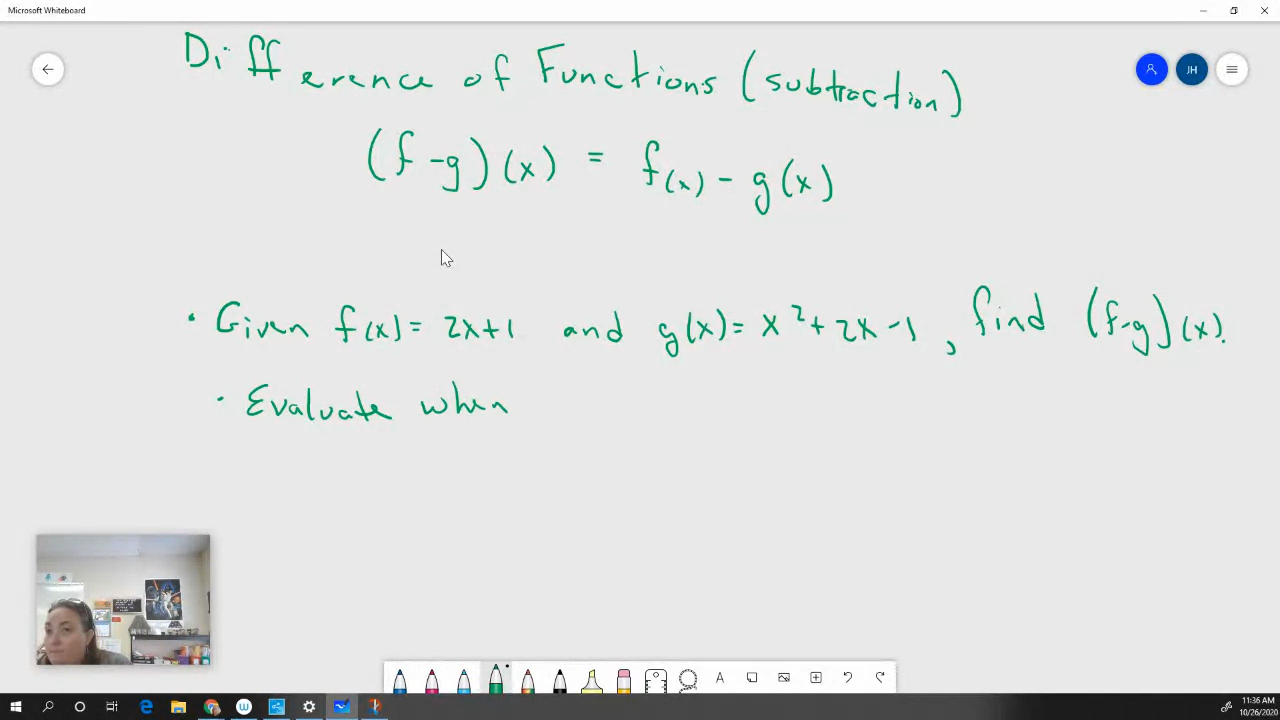 Microsoft Whiteboard
Difference of Functions (subtraction)
JH
(f-g)(x) = f(x) - g(x)
• Given f(x)= 2x+1 and g(x)= x²+2x-1, find (f-g)(x).
• Evaluate when
A
11:36 AM
10/26/2020